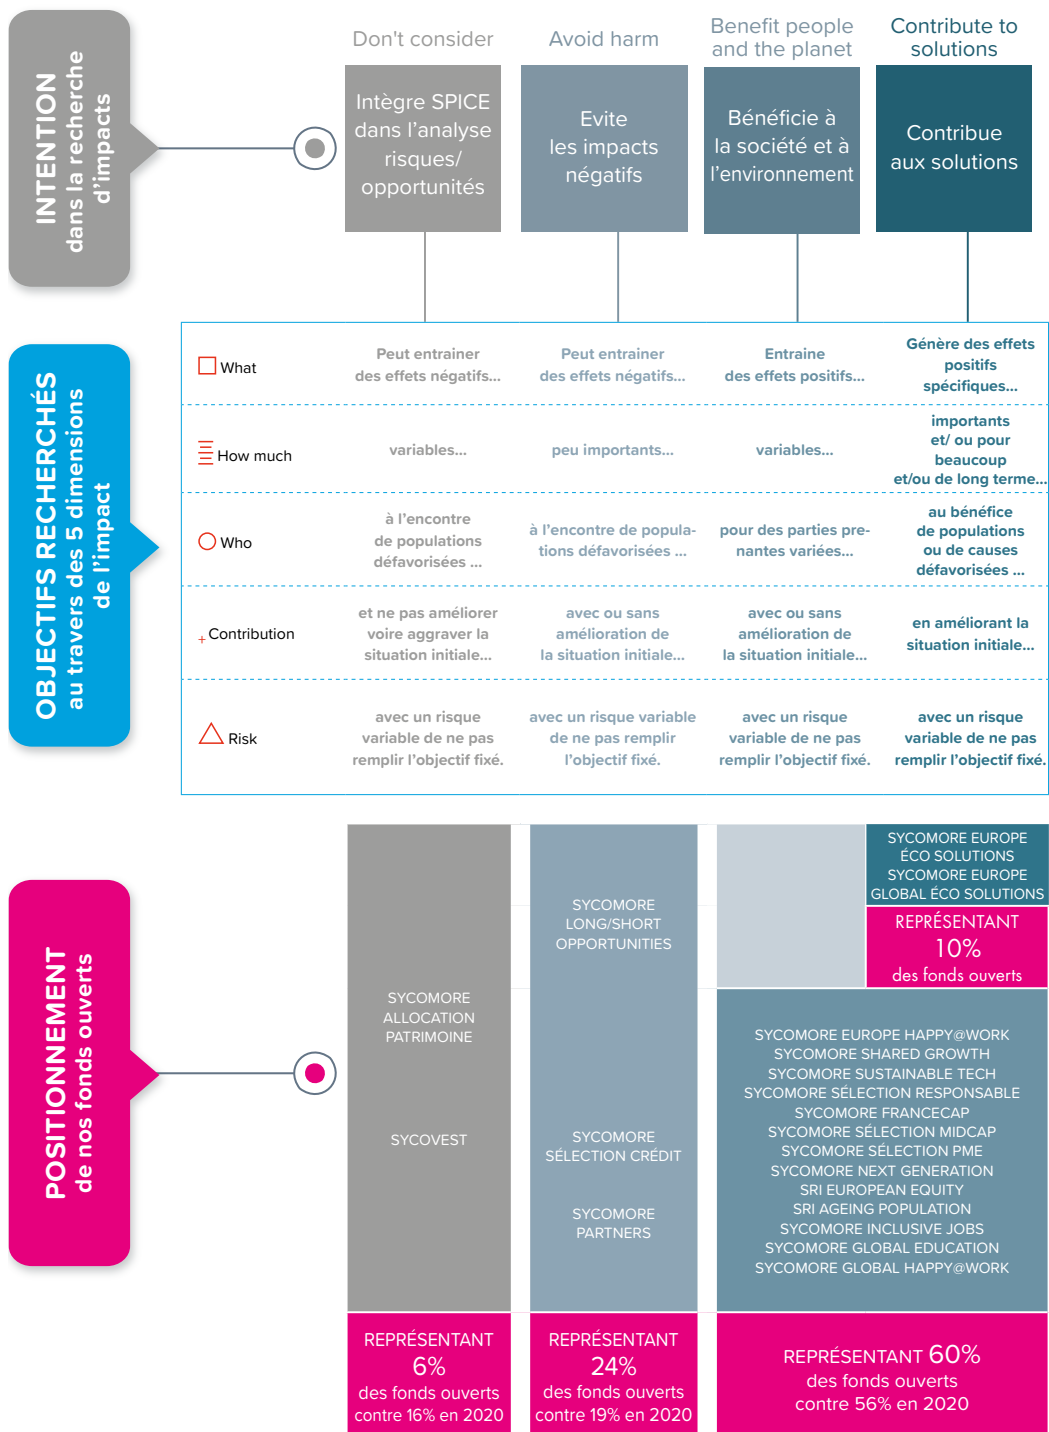 INTENTION
dans la recherche
d'impacts
Don't consider
Avoid harm
Benefit people
and the planet
Contribute to
solutions
Intègre SPICE
dans l'analyse
risques/
opportunités
Evite
les impacts
négatifs
Bénéficie à
la société et à
l'environnement
Contribue
aux solutions
OBJECTIFS RECHERCHÉS
au travers des 5 dimensions
de l'impact
What
Peut entrainer
des effets négatifs...
Peut entrainer
des effets négatifs...
Entraine
des effets positifs...
Génère des effets
positifs
spécifiques...
How much
variables...
peu importants...
variables...
importants
et/ ou pour
beaucoup
et/ou de long terme...
Who
à l'encontre
de populations
défavorisées ...
à l'encontre de popula-
tions défavorisées ...
pour des parties pre-
nantes variées...
au bénéfice
de populations
ou de causes
défavorisées ...
+ Contribution
et ne pas améliorer
voire aggraver la
situation initiale...
avec ou sans
amélioration de
la situation initiale...
avec ou sans
amélioration de
la situation initiale...
en améliorant la
situation initiale...
Risk
avec un risque
variable de ne pas
remplir l'objectif fixé.
avec un risque variable
de ne pas remplir
l'objectif fixé.
avec un risque
variable de ne pas
remplir l'objectif fixé.
avec un risque
variable de ne pas
remplir l'objectif fixé.
POSITIONNEMENT
de nos fonds ouverts
SYCOMORE
ALLOCATION
PATRIMOINE
SYCOVEST
REPRÉSENTANT
6%
des fonds ouverts
contre 16% en 2020
SYCOMORE
LONG/SHORT
OPPORTUNITIES
SYCOMORE
SÉLECTION CRÉDIT
SYCOMORE
PARTNERS
REPRÉSENTANT
24%
des fonds ouverts
contre 19% en 2020
SYCOMORE EUROPE
ÉCO SOLUTIONS
SYCOMORE EUROPE
GLOBAL ÉCO SOLUTIONS
REPRÉSENTANT
10%
des fonds ouverts
SYCOMORE EUROPE HAPPY@WORK
SYCOMORE SHARED GROWTH
SYCOMORE SUSTAINABLE TECH
SYCOMORE SÉLECTION RESPONSABLE
SYCOMORE FRANCECAP
SYCOMORE SÉLECTION MIDCAP
SYCOMORE SÉLECTION PME
SYCOMORE NEXT GENERATION
SRI EUROPEAN EQUITY
SRI AGEING POPULATION
SYCOMORE INCLUSIVE JOBS
SYCOMORE GLOBAL EDUCATION
SYCOMORE GLOBAL HAPPY@WORK
REPRÉSENTANT 60%
des fonds ouverts
contre 56% en 2020